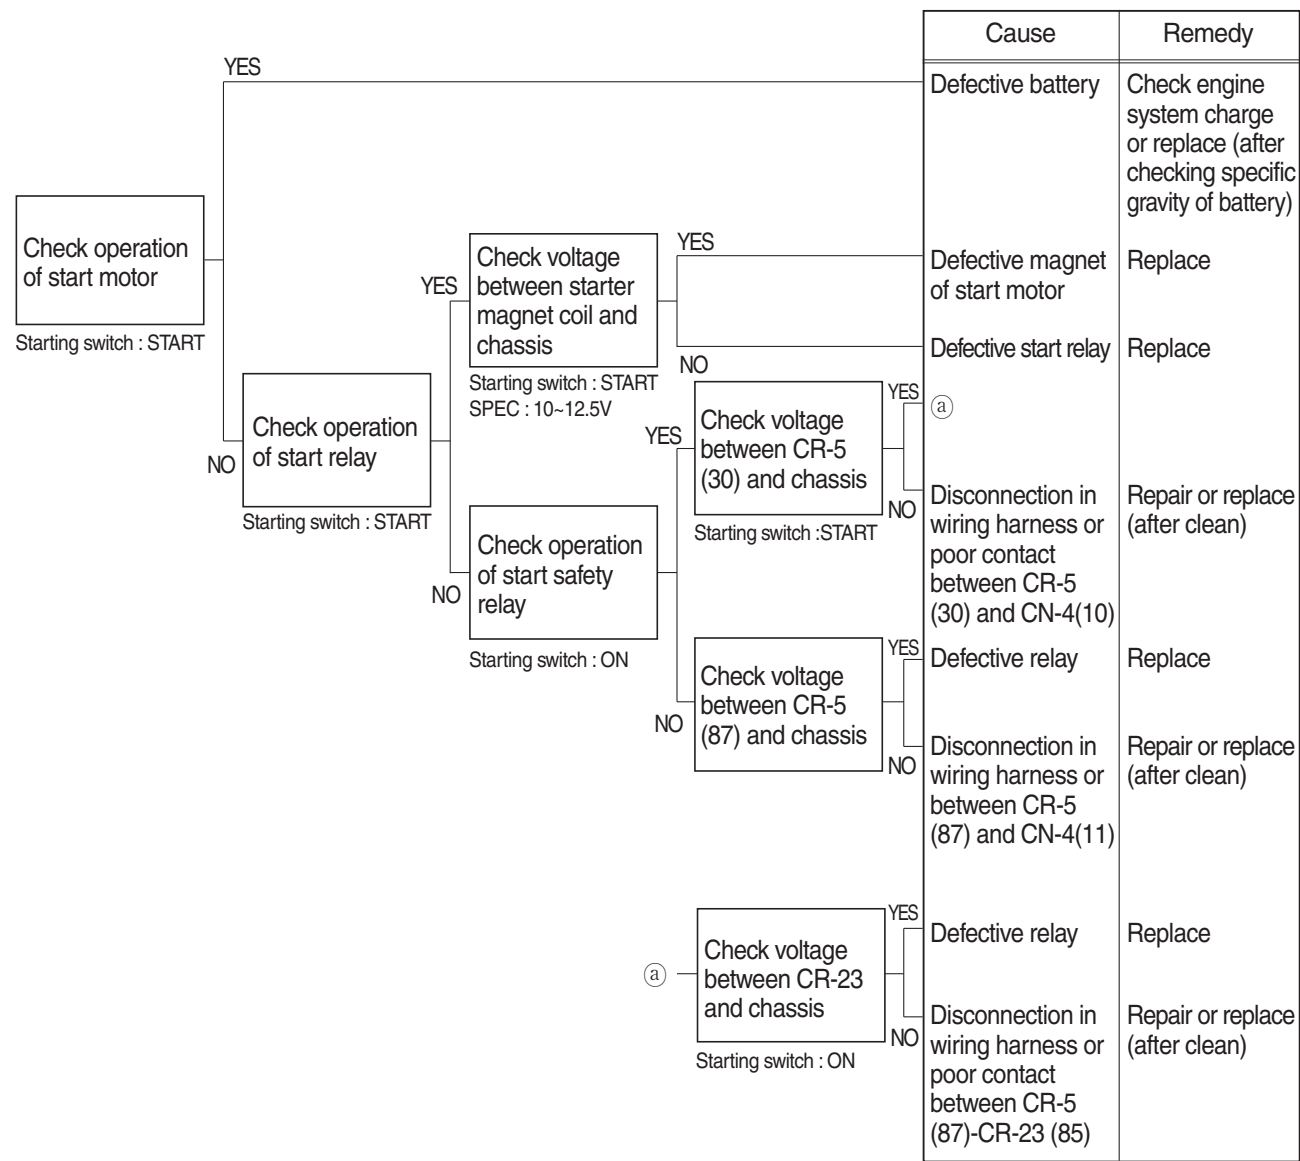 Cause
Remedy
YES
Defective battery
Check engine
system charge
or replace (after
checking specific
gravity of battery)
Check operation
of start motor
Starting switch : START
NO
Check operation
of start relay
Starting switch : START
YES
Check voltage
between starter
magnet coil and
chassis
Starting switch : START
SPEC : 10~12.5V
YES
Defective magnet
of start motor
Replace
NO
Defective start relay
Replace
NO
Check operation
of start safety
relay
Starting switch : ON
YES
Check voltage
between CR-5
(30) and chassis
Starting switch :START
YES
ⓐ
NO
Disconnection in
wiring harness or
poor contact
between CR-5
(30) and CN-4(10)
Repair or replace
(after clean)
NO
Check voltage
between CR-5
(87) and chassis
YES
Defective relay
Replace
NO
Disconnection in
wiring harness or
between CR-5
(87) and CN-4(11)
Repair or replace
(after clean)
ⓐ
Check voltage
between CR-23
and chassis
Starting switch : ON
YES
Defective relay
Replace
NO
Disconnection in
wiring harness or
poor contact
between CR-5
(87)-CR-23 (85)
Repair or replace
(after clean)